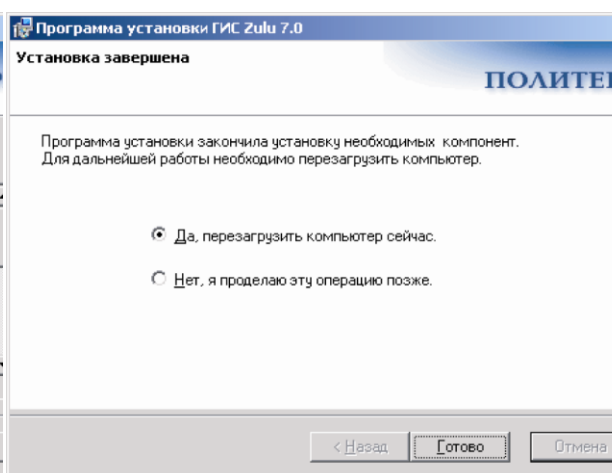 Программа установки ГИС Zulu 7.0
Установка завершена
ПОЛИТЕ
Программа установки закончила установку необходимых компонент.
Для дальнейшей работы необходимо перезагрузить компьютер.
Да, перезагрузить компьютер сейчас.
Нет, я проделаю эту операцию позже.
< Назад
Готово
Отмена